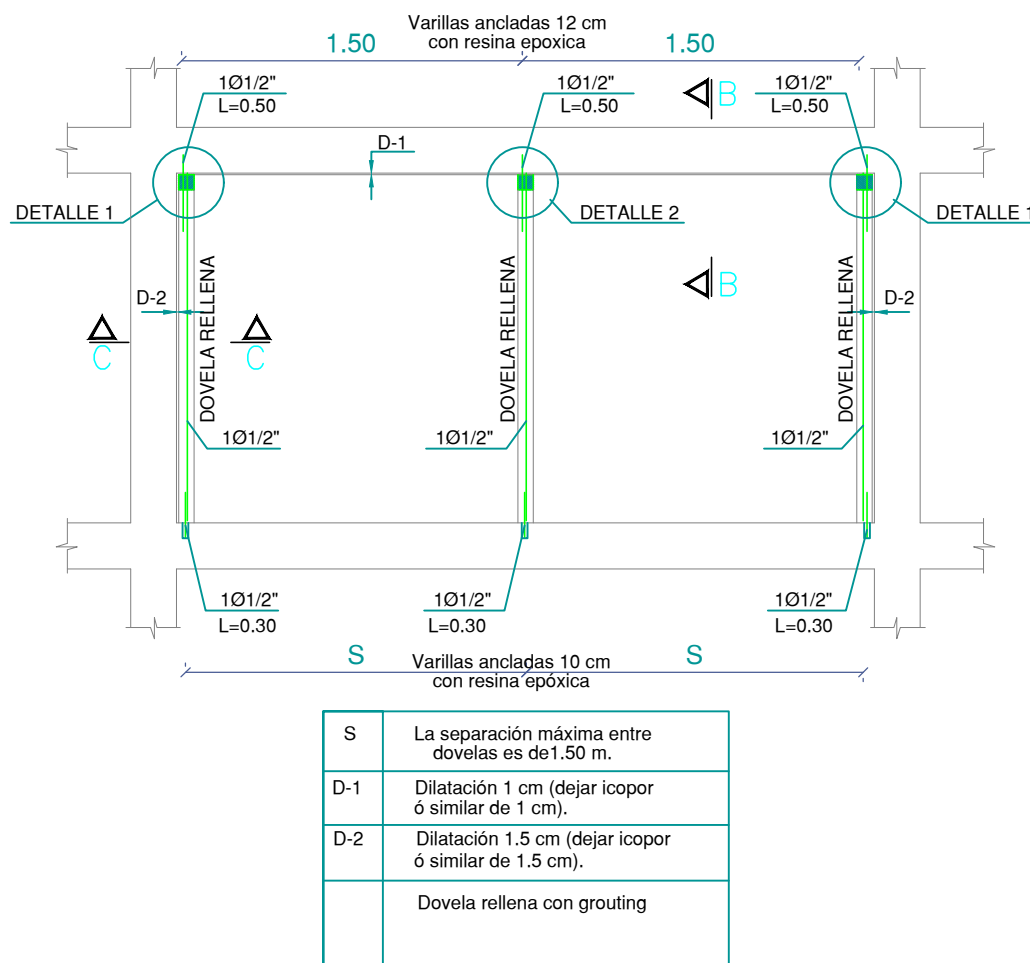 Varillas ancladas 12 cm
con resina epoxica
1.50
1.50
1Ø1/2"
L=0.50
1Ø1/2"
L=0.50
B
1Ø1/2"
L=0.50
D-1
DETALLE 1
DETALLE 2
DETALLE 1
DOVELA RELLENA
DOVELA RELLENA
DOVELA RELLENA
B
D-2
D-2
C
C
1Ø1/2"
1Ø1/2"
1Ø1/2"
1Ø1/2"
L=0.30
1Ø1/2"
L=0.30
1Ø1/2"
L=0.30
S
S
Varillas ancladas 10 cm
con resina epóxica
S
La separación máxima entre
dovelas es de1.50 m.
D-1
Dilatación 1 cm (dejar icopor
ó similar de 1 cm).
D-2
Dilatación 1.5 cm (dejar icopor
ó similar de 1.5 cm).
Dovela rellena con grouting